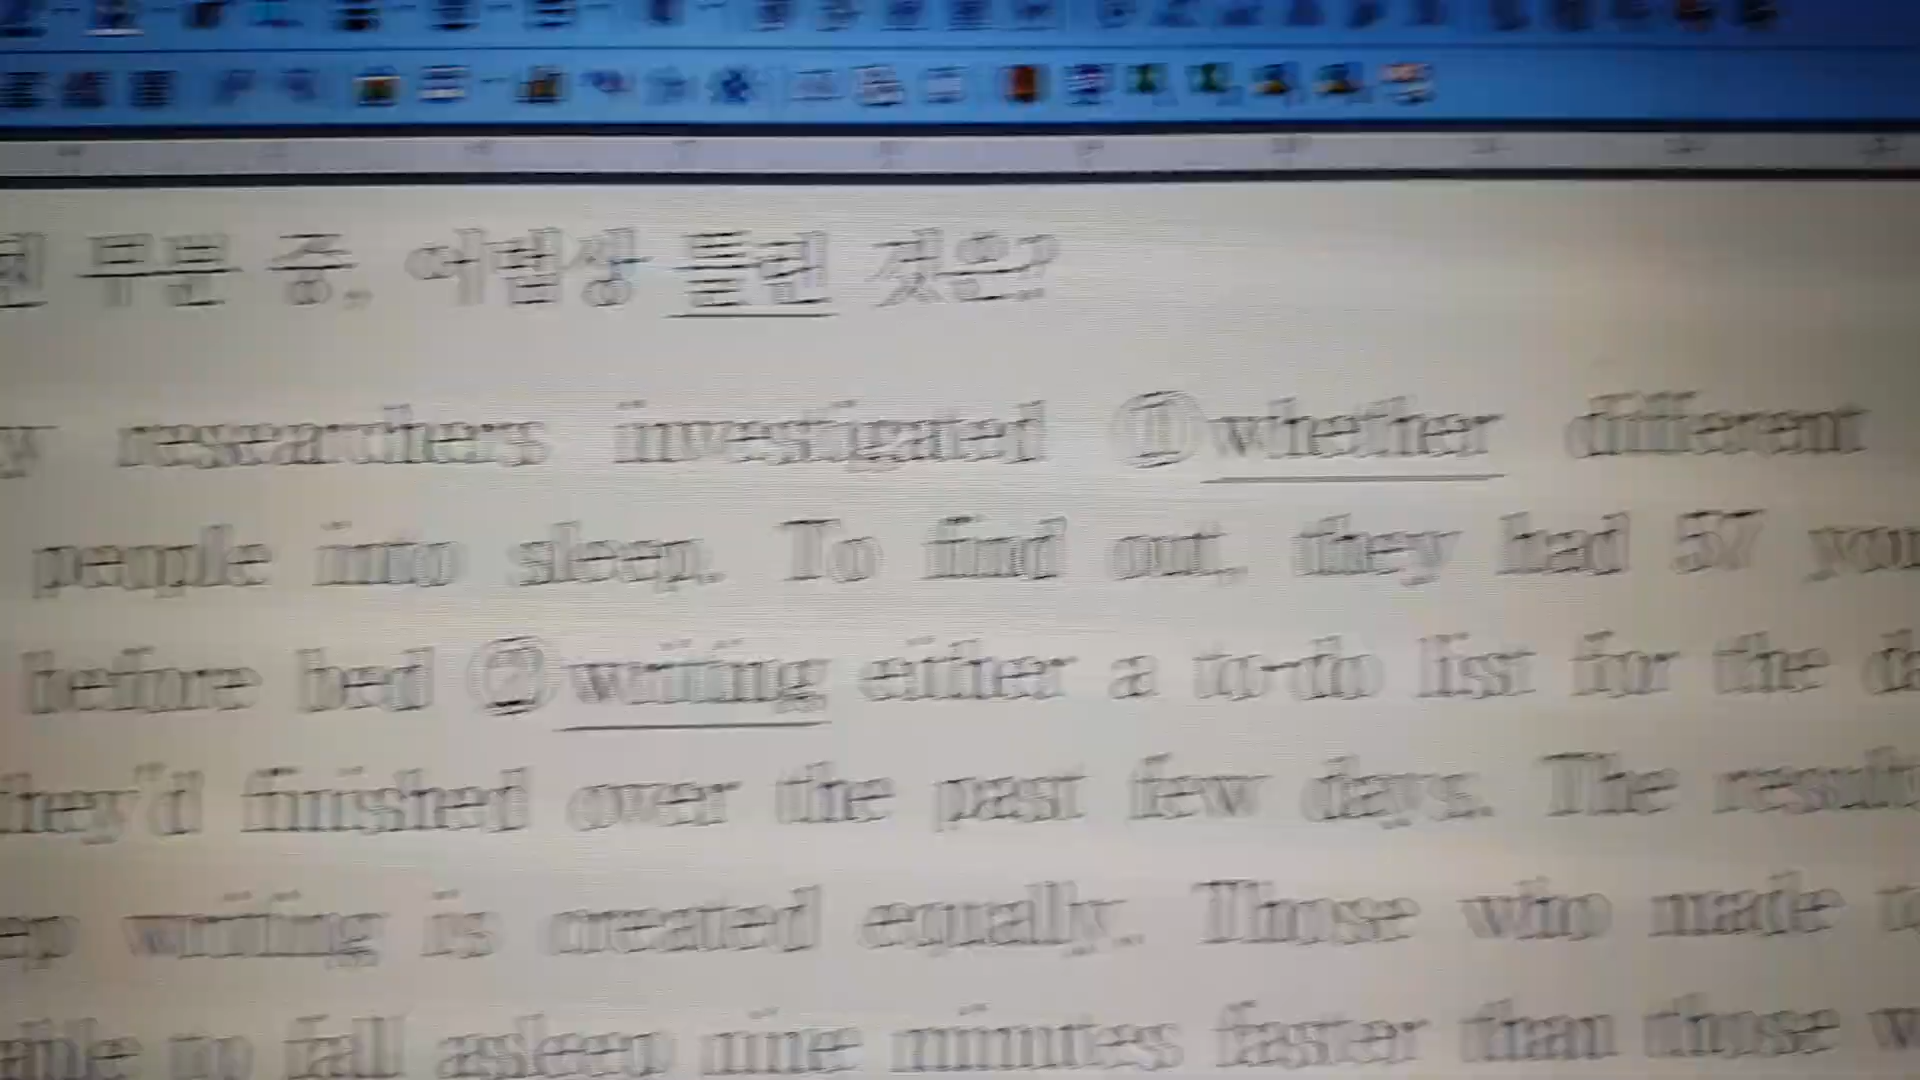 부분 중, 어법상 틀린 것은?
researchers investigated ①whether different
people into sleep. To find out, they had 57
before bed ②writing either a to-do list for the
they'd finished over the past few days. The
writing is created equally. Those who made
able to fall asleep nine minutes faster than those